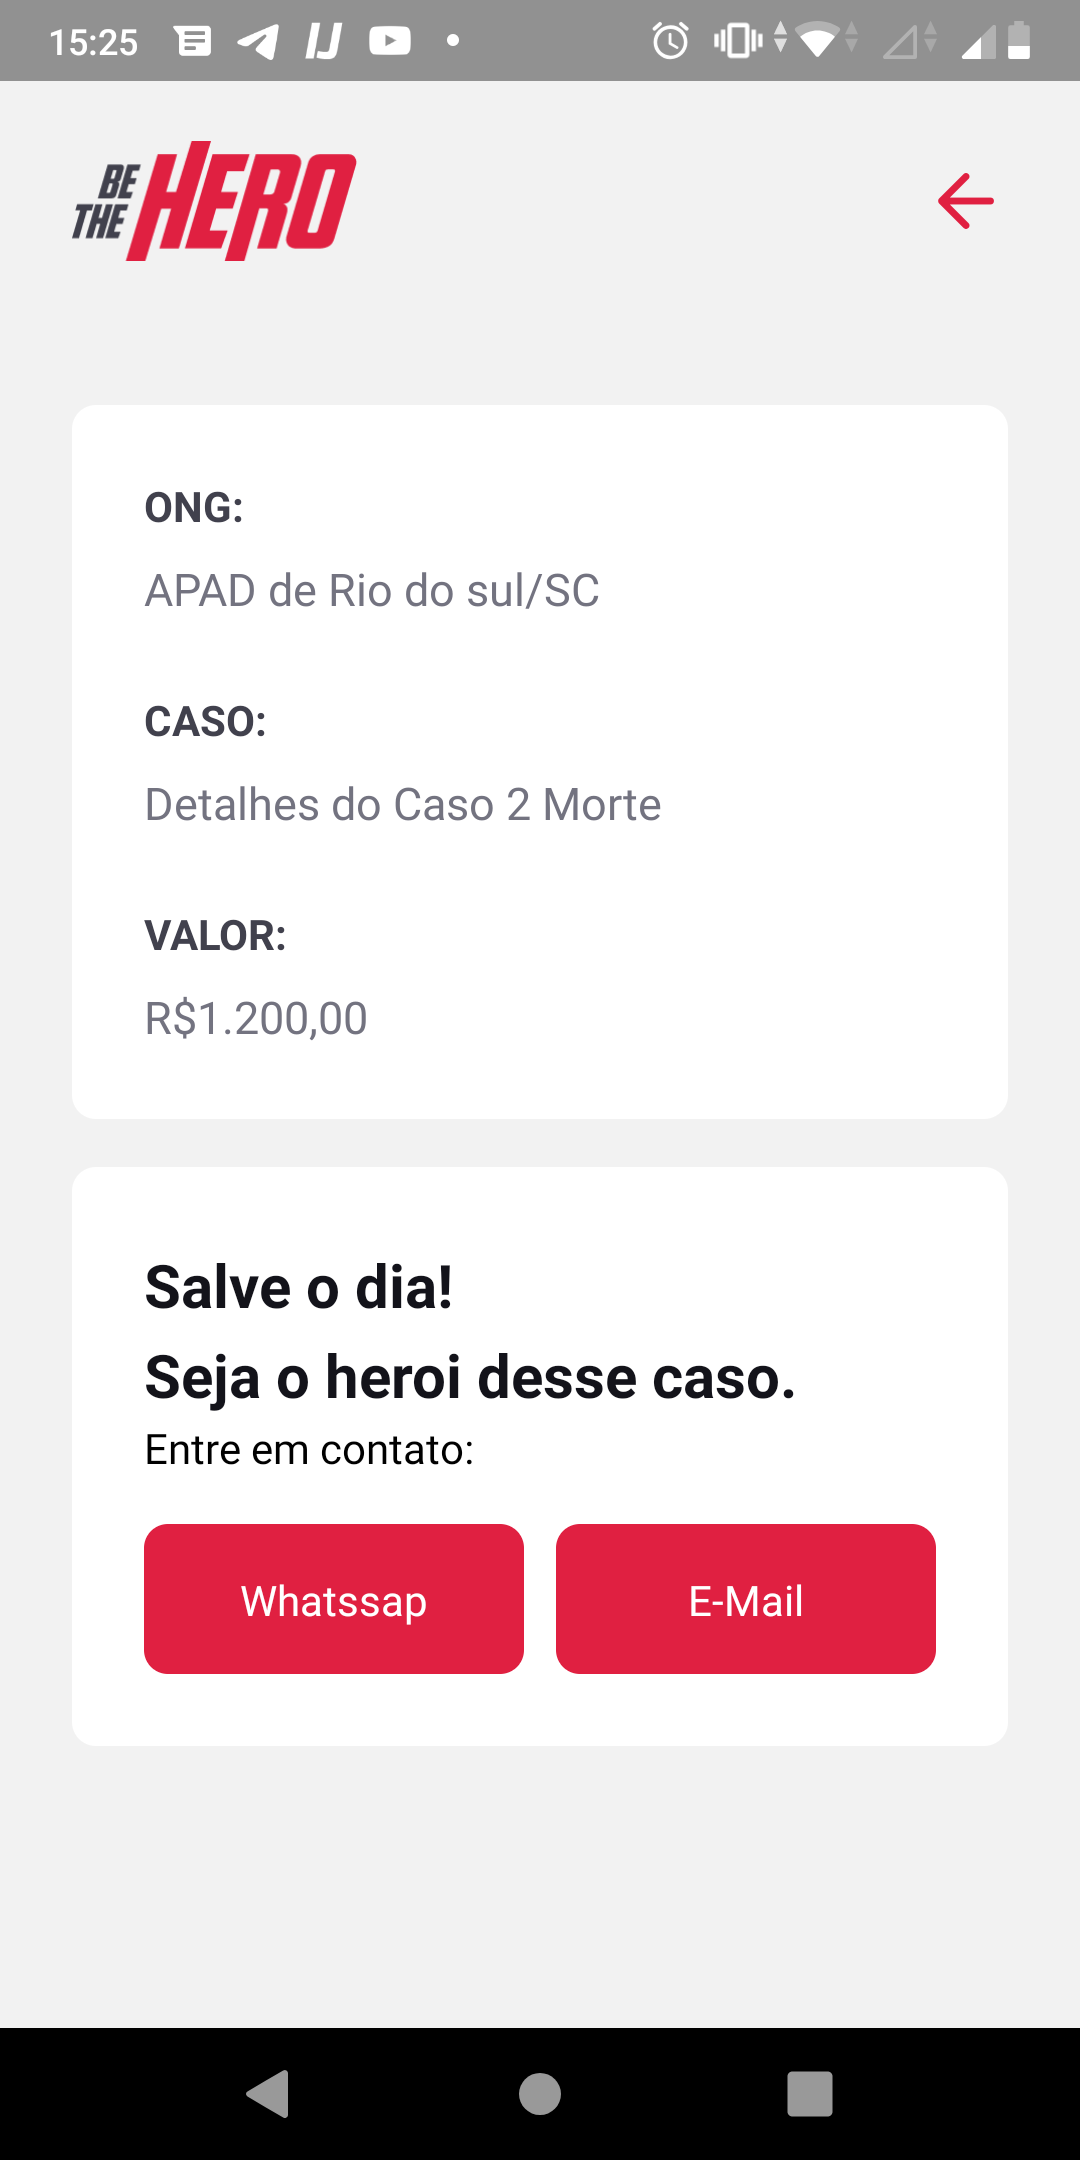 15:25
BE
THE
HERO
ONG:
APAD de Rio do sul/SC
CASO:
Detalhes do Caso 2 Morte
VALOR:
R$1.200,00
Salve o dia!
Seja o heroi desse caso.
Entre em contato:
Whatssap
E-Mail